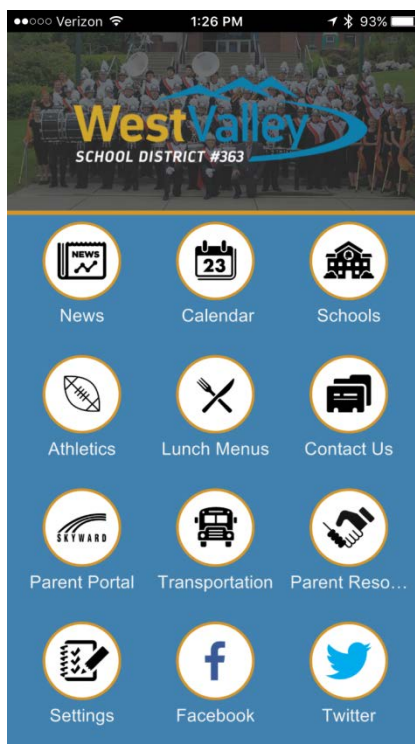 Verizon 1:26 PM 93%
West Valley
SCHOOL DISTRICT #363
NEWS 23
News Calendar Schools
Athletics Lunch Menus Contact Us
SKYWARD
Parent Portal Transportation Parent Reso...
Settings Facebook Twitter